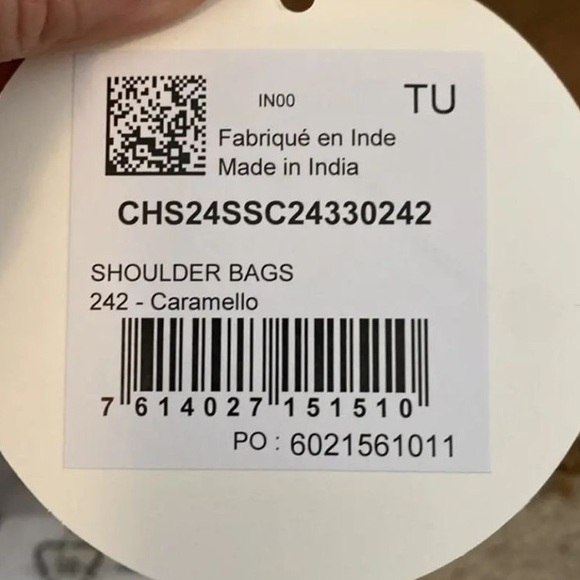 IN00
TU
Fabriqué en Inde
Made in India
CHS24SSC24330242
SHOULDER BAGS
242 - Caramello
7 614027 151510
PO : 6021561011